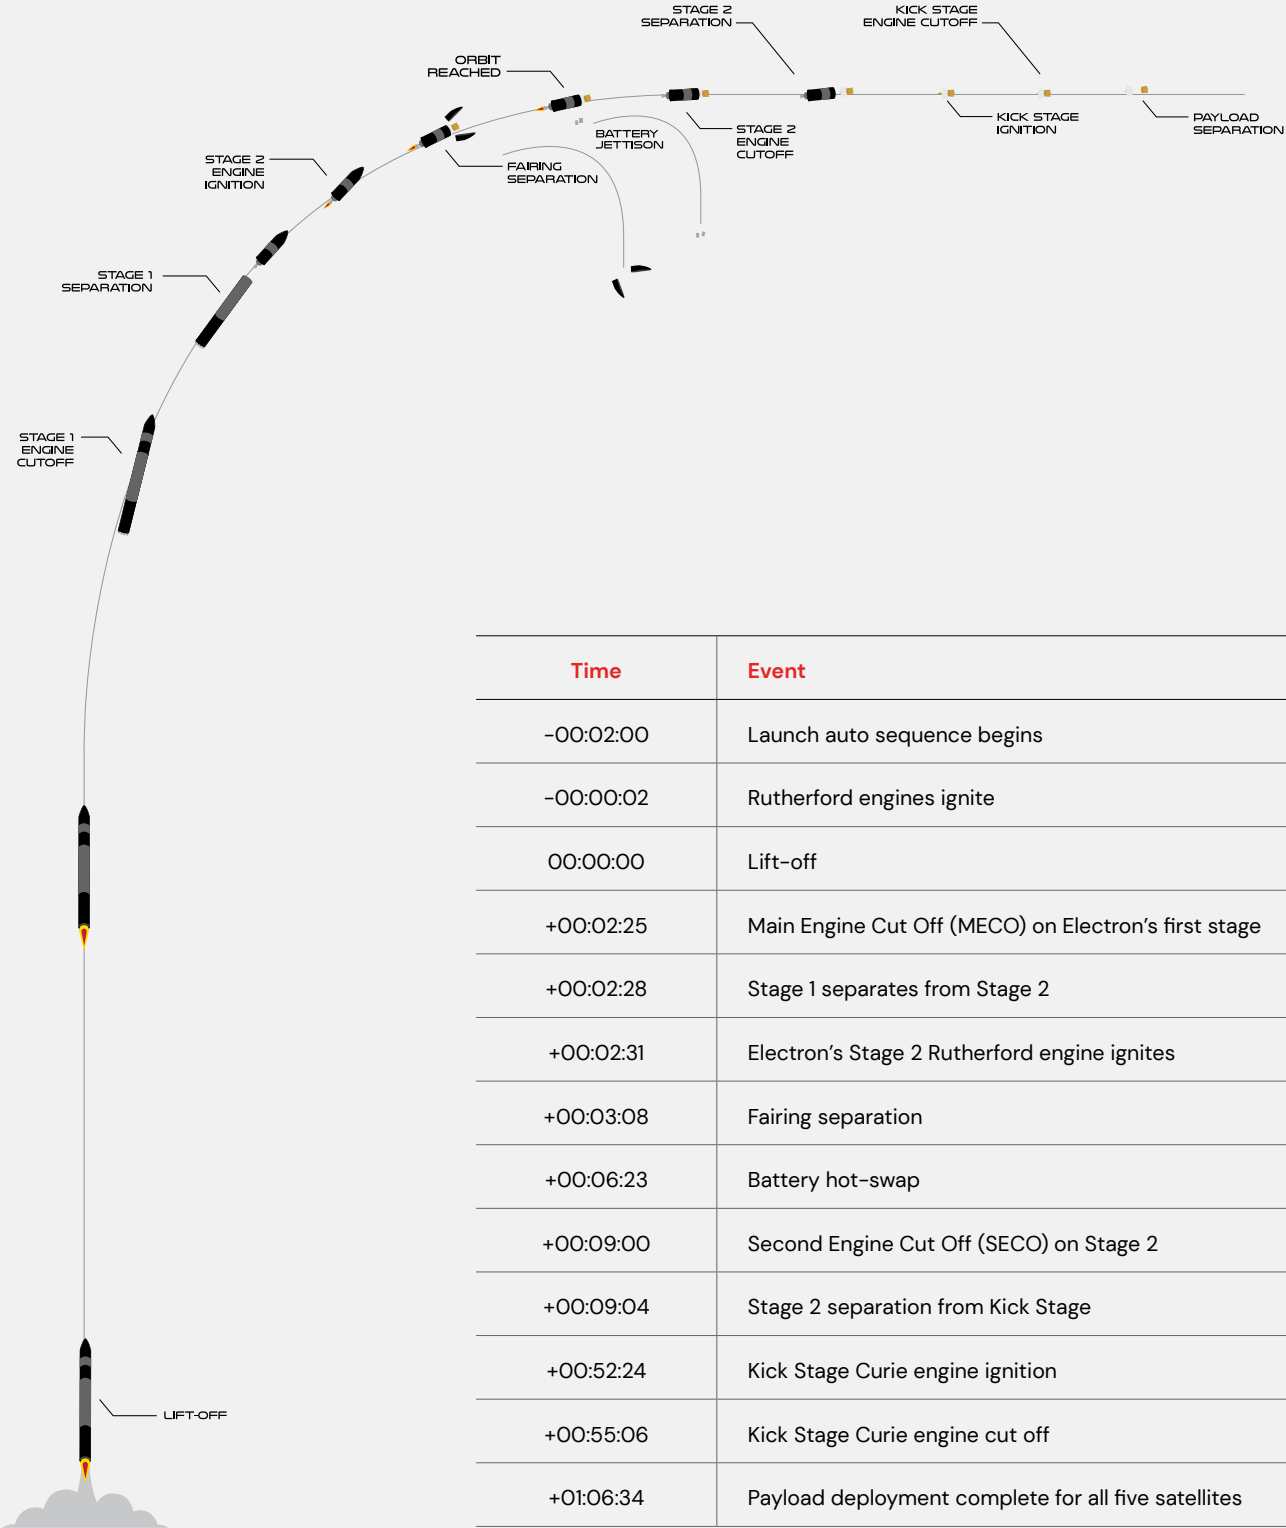 STAGE 2
SEPARATION
KICK STAGE
ENGINE CUTOFF
ORBIT
REACHED
KICK STAGE
IGNITION
PAYLOAD
SEPARATION
BATTERY
JETTISON
STAGE 2
ENGINE
CUTOFF
STAGE 2
ENGINE
IGNITION
FAIRING
SEPARATION
STAGE 1
SEPARATION
STAGE 1
ENGINE
CUTOFF
LIFT-OFF
Time Event
-00:02:00 Launch auto sequence begins
-00:00:02 Rutherford engines ignite
00:00:00 Lift-off
+00:02:25 Main Engine Cut Off (MECO) on Electron's first stage
+00:02:28 Stage 1 separates from Stage 2
+00:02:31 Electron's Stage 2 Rutherford engine ignites
+00:03:08 Fairing separation
+00:06:23 Battery hot-swap
+00:09:00 Second Engine Cut Off (SECO) on Stage 2
+00:09:04 Stage 2 separation from Kick Stage
+00:52:24 Kick Stage Curie engine ignition
+00:55:06 Kick Stage Curie engine cut off
+01:06:34 Payload deployment complete for all five satellites